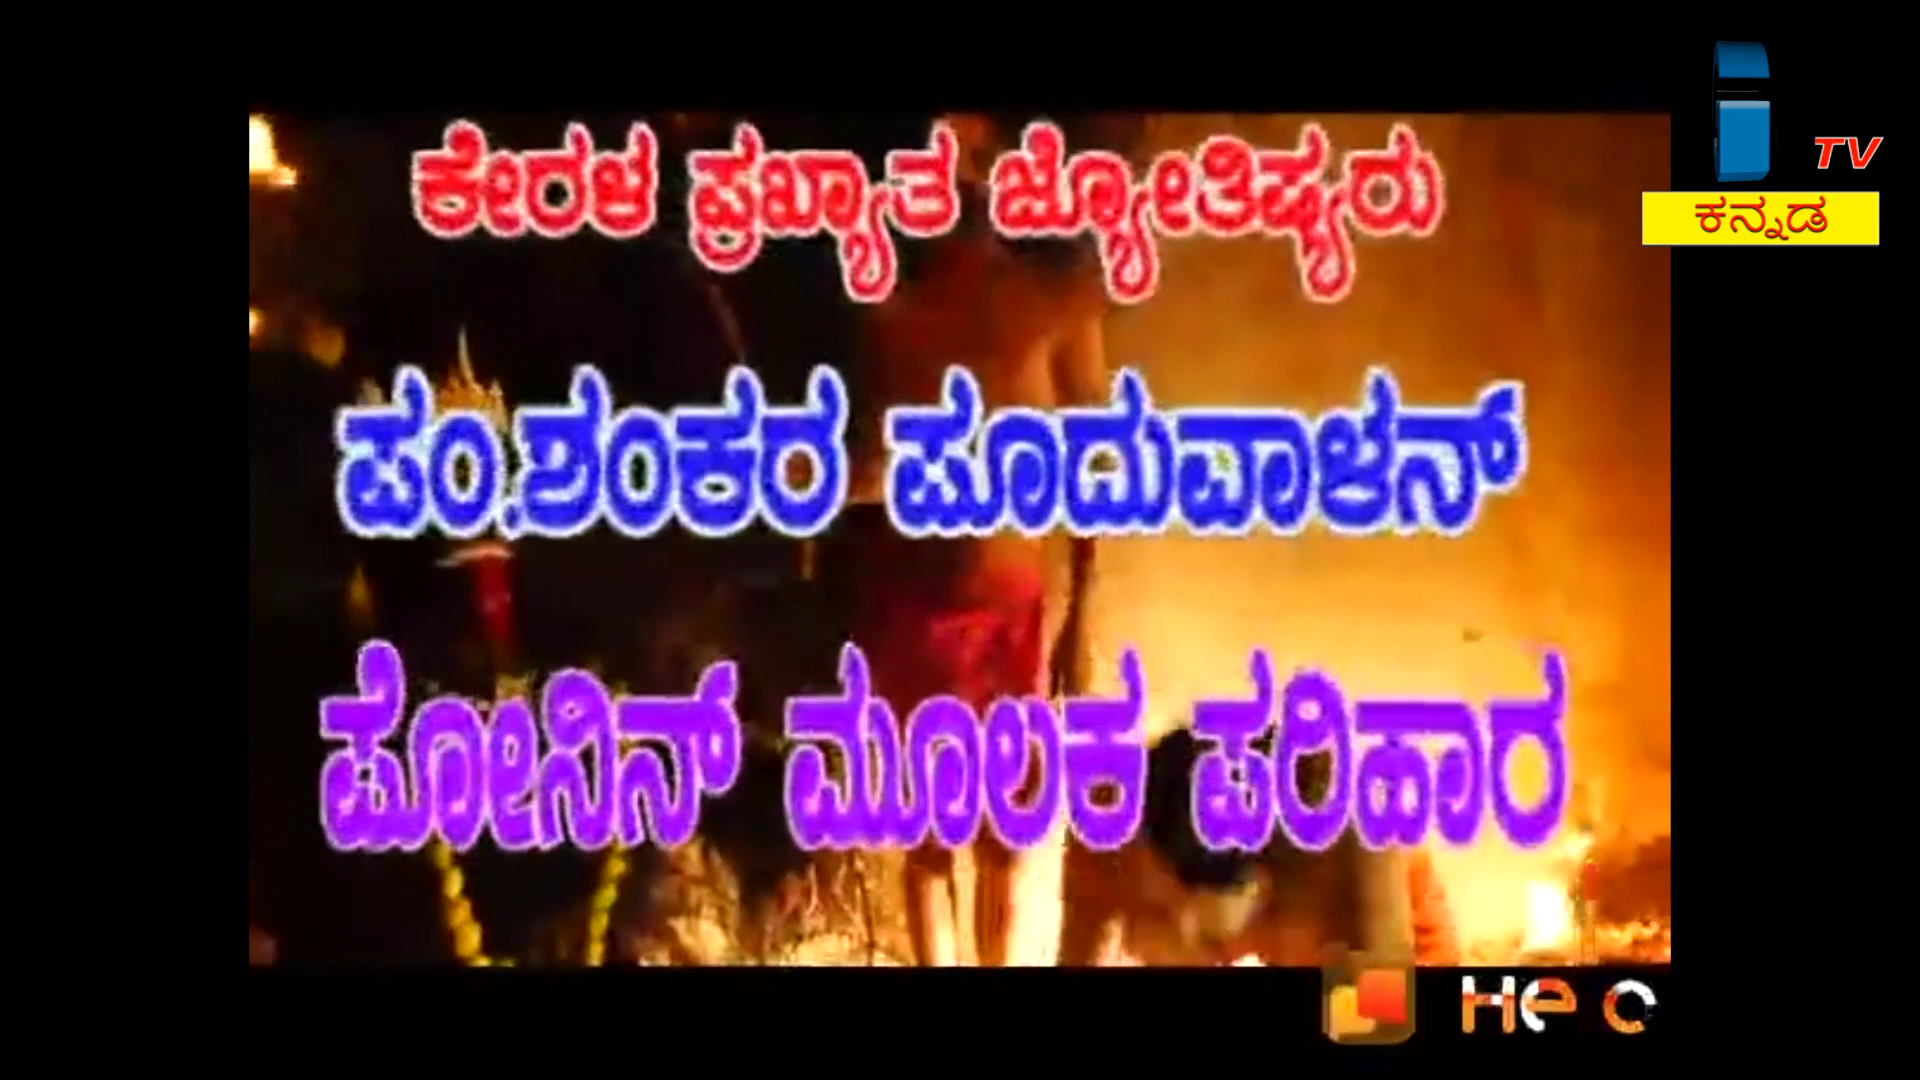 TV
ಕನ್ನಡ
ಕೇರಳ ಪ್ರಖ್ಯಾತ ಜ್ಯೋತಿಷ್ಯರು
ಪಂ.ಶಂಕರ ಪೂದುವಾಳನ್
ಫೋನಿನ್ ಮೂಲಕ ಪರಿಹಾರ